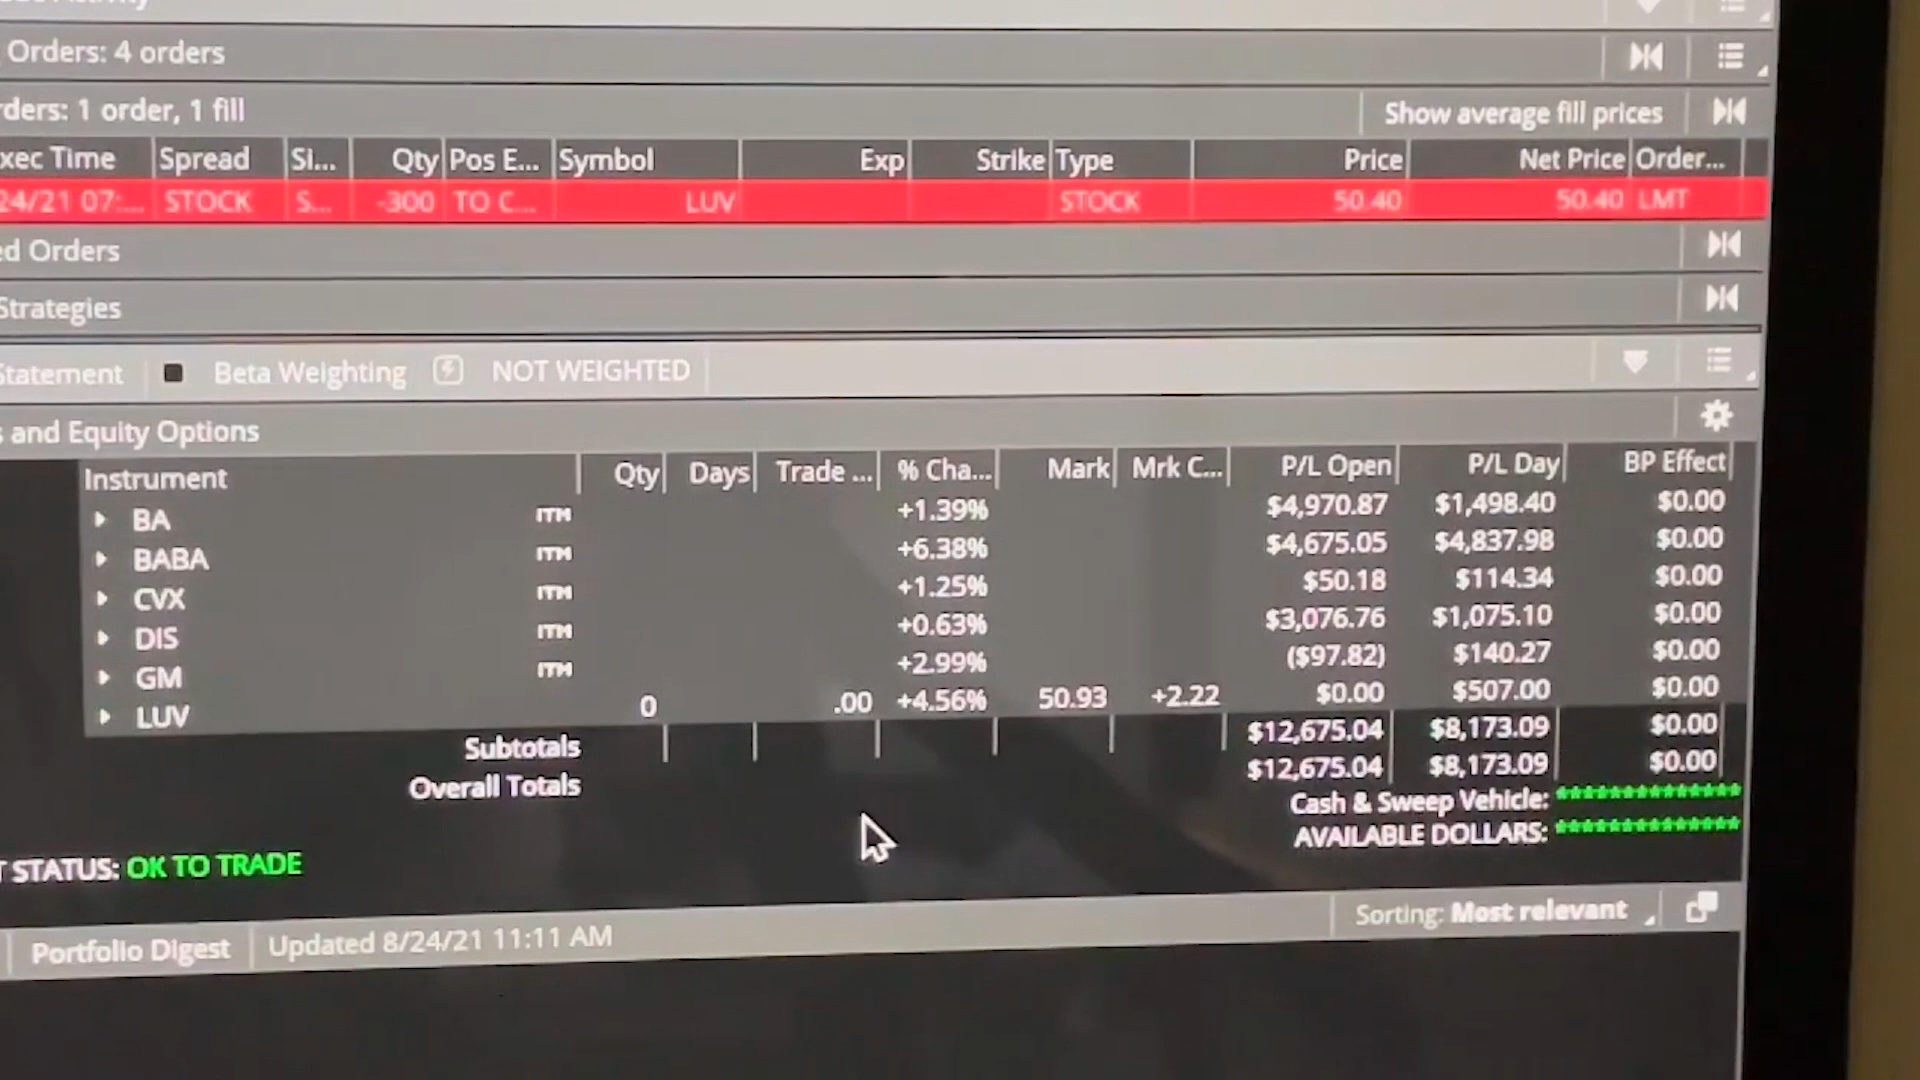 Orders: 4 orders
rders: 1 order, 1 fill Show average fill prices
xec Time Spread Si... Qty Pos E... Symbol Exp Strike Type Price Net Price Order...
24/21 07:... STOCK S... -300 TO C... LUV STOCK 50.40 50.40 LMT
ed Orders
Strategies
Statement Beta Weighting NOT WEIGHTED
s and Equity Options
Instrument Qty Days Trade ... % Cha... Mark Mrk C... P/L Open P/L Day BP Effect
BA ITM +1.39% $4,970.87 $1,498.40 $0.00
BABA ITM +6.38% $4,675.05 $4,837.98 $0.00
CVX ITM +1.25% $50.18 $114.34 $0.00
DIS ITM +0.63% $3,076.76 $1,075.10 $0.00
GM ITM +2.99% ($97.82) $140.27 $0.00
LUV 0 .00 +4.56% 50.93 +2.22 $0.00 $507.00 $0.00
Subtotals $12,675.04 $8,173.09 $0.00
Overall Totals $12,675.04 $8,173.09 $0.00
Cash & Sweep Vehicle: **************
AVAILABLE DOLLARS: **************
T STATUS: OK TO TRADE
Portfolio Digest Updated 8/24/21 11:11 AM Sorting: Most relevant